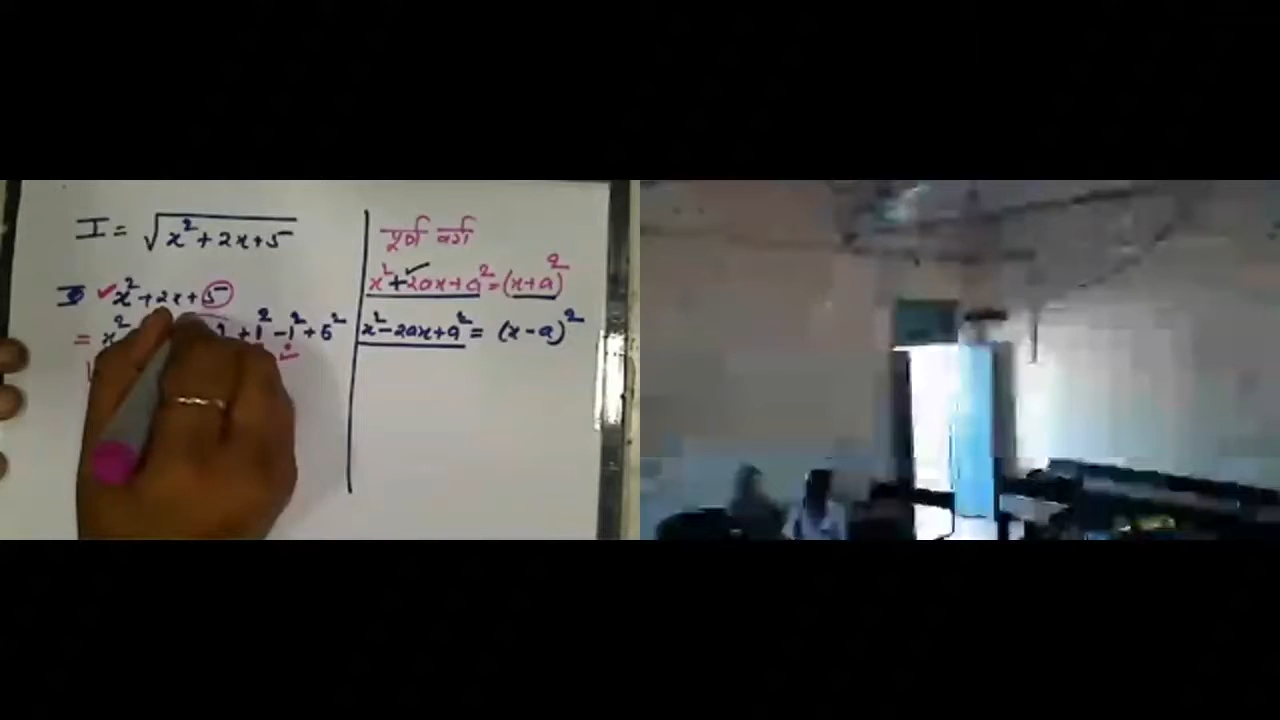 I = √x²+2x+5
x²+2x+5
= x² +1²-1²+5²
पूर्ण वर्ग
x²+2ax+a²=(x+a)²
x²-2ax+a² = (x-a)²